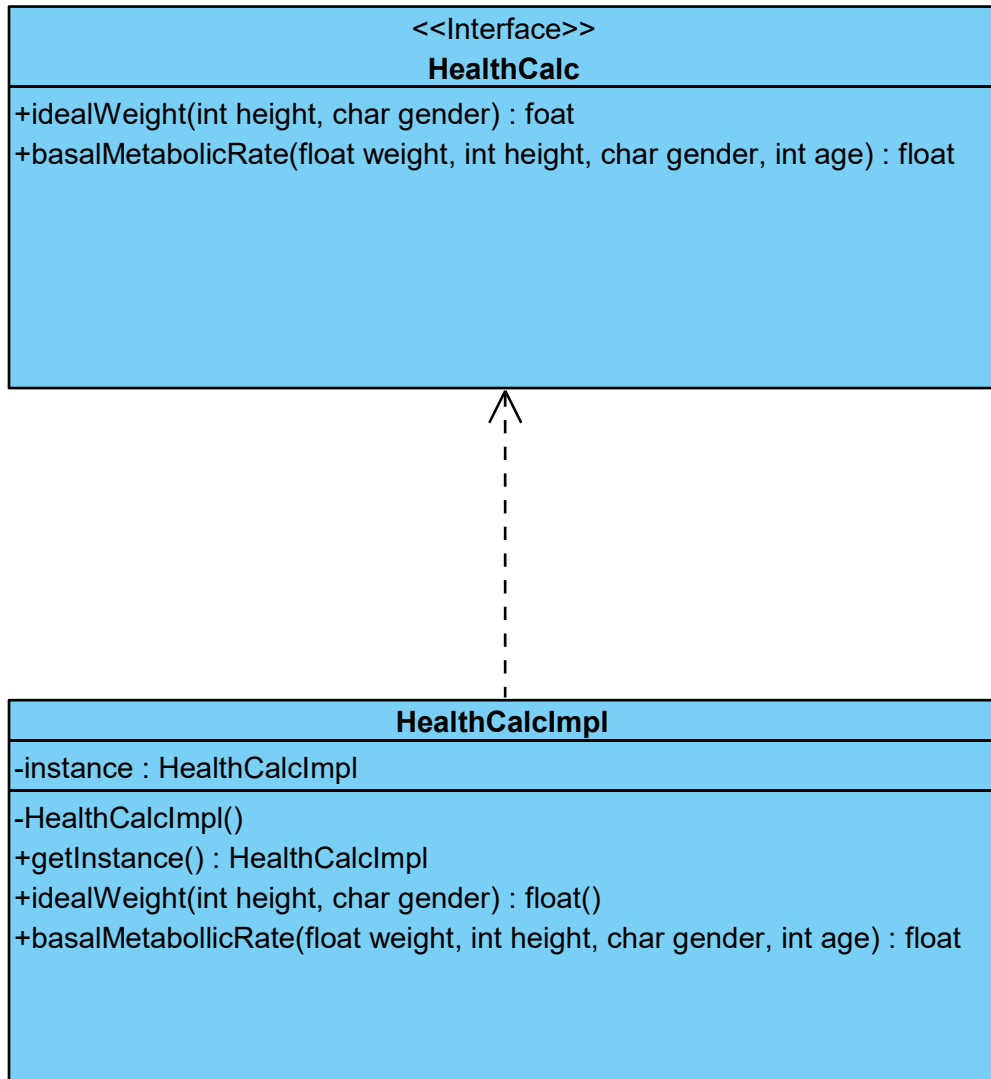 <<Interface>>
HealthCalc
+idealWeight(int height, char gender) : foat
+basalMetabolicRate(float weight, int height, char gender, int age) : float
HealthCalcImpl
-instance : HealthCalcImpl
-HealthCalcImpl()
+getInstance() : HealthCalcImpl
+idealWeight(int height, char gender) : float()
+basalMetabollicRate(float weight, int height, char gender, int age) : float